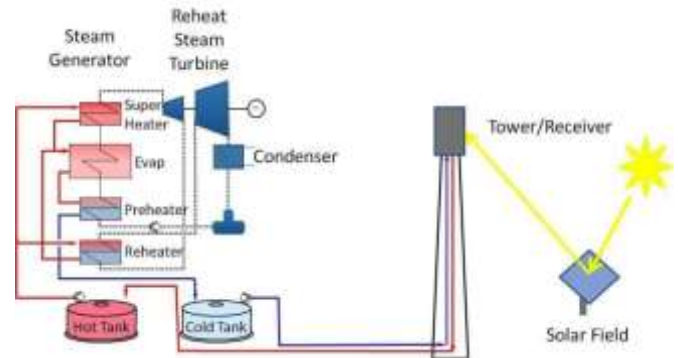 Reheat
Steam
Turbine
Steam
Generator
Super
Heater
Evap
Condenser
Preheater
Reheater
Hot Tank
Cold Tank
Tower/Receiver
Solar Field